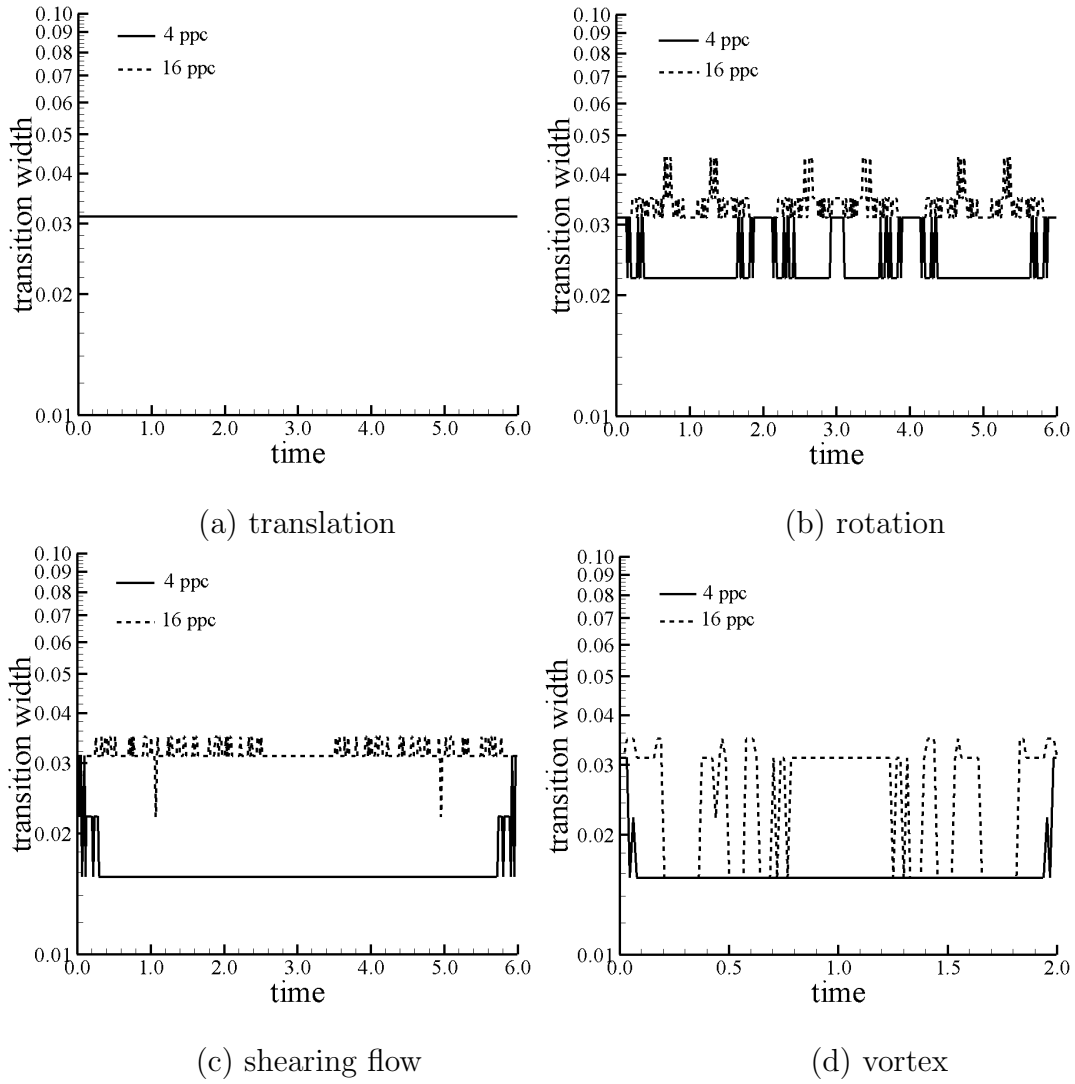 0.10
0.09
0.08
0.07
0.06
0.05
0.04
0.03
0.02
0.01
transition width
4 ppc
16 ppc
0.0 1.0 2.0 3.0 4.0 5.0 6.0
time
(a) translation
0.10
0.09
0.08
0.07
0.06
0.05
0.04
0.03
0.02
0.01
transition width
4 ppc
16 ppc
0.0 1.0 2.0 3.0 4.0 5.0 6.0
time
(b) rotation
0.10
0.09
0.08
0.07
0.06
0.05
0.04
0.03
0.02
0.01
transition width
4 ppc
16 ppc
0.0 1.0 2.0 3.0 4.0 5.0 6.0
time
(c) shearing flow
0.10
0.09
0.08
0.07
0.06
0.05
0.04
0.03
0.02
0.01
transition width
4 ppc
16 ppc
0.0 0.5 1.0 1.5 2.0
time
(d) vortex